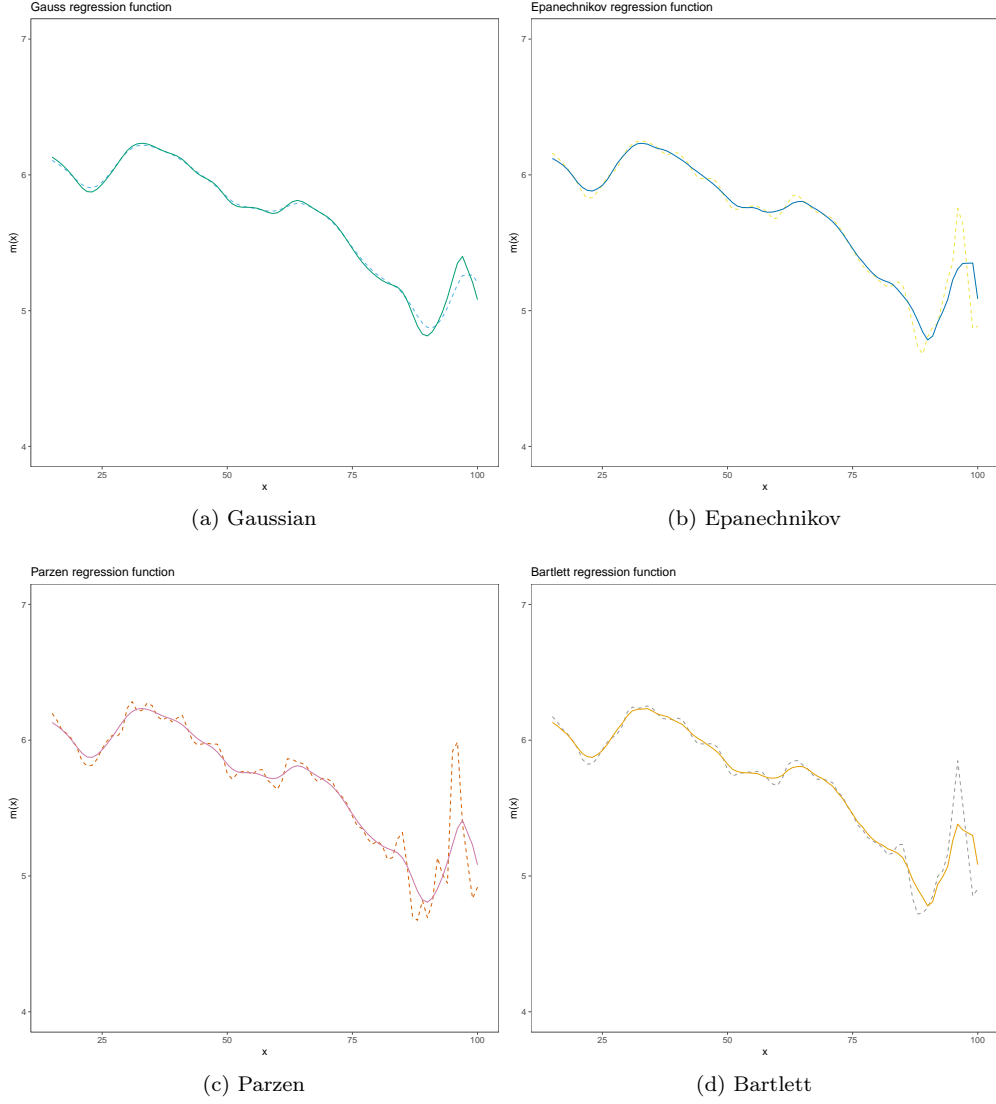 Gauss regression function
7
6
5
4
m(x)
25 50 75 100
x
(a) Gaussian
Epanechnikov regression function
7
6
5
4
m(x)
25 50 75 100
x
(b) Epanechnikov
Parzen regression function
7
6
5
4
m(x)
25 50 75 100
x
(c) Parzen
Bartlett regression function
7
6
5
4
m(x)
25 50 75 100
x
(d) Bartlett